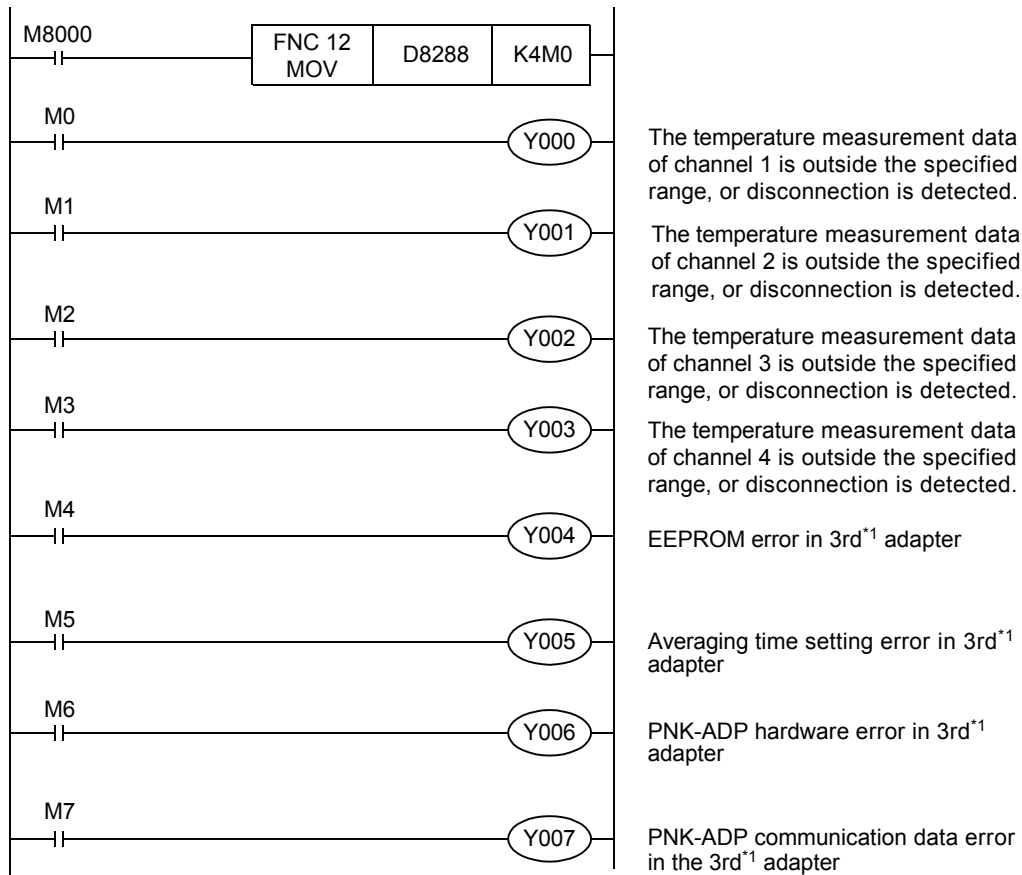 M8000
FNC 12
MOV
D8288
K4M0
M0
Y000
The temperature measurement data
of channel 1 is outside the specified
range, or disconnection is detected.
M1
Y001
The temperature measurement data
of channel 2 is outside the specified
range, or disconnection is detected.
M2
Y002
The temperature measurement data
of channel 3 is outside the specified
range, or disconnection is detected.
M3
Y003
The temperature measurement data
of channel 4 is outside the specified
range, or disconnection is detected.
M4
Y004
EEPROM error in 3rd*1 adapter
M5
Y005
Averaging time setting error in 3rd*1
adapter
M6
Y006
PNK-ADP hardware error in 3rd*1
adapter
M7
Y007
PNK-ADP communication data error
in the 3rd*1 adapter